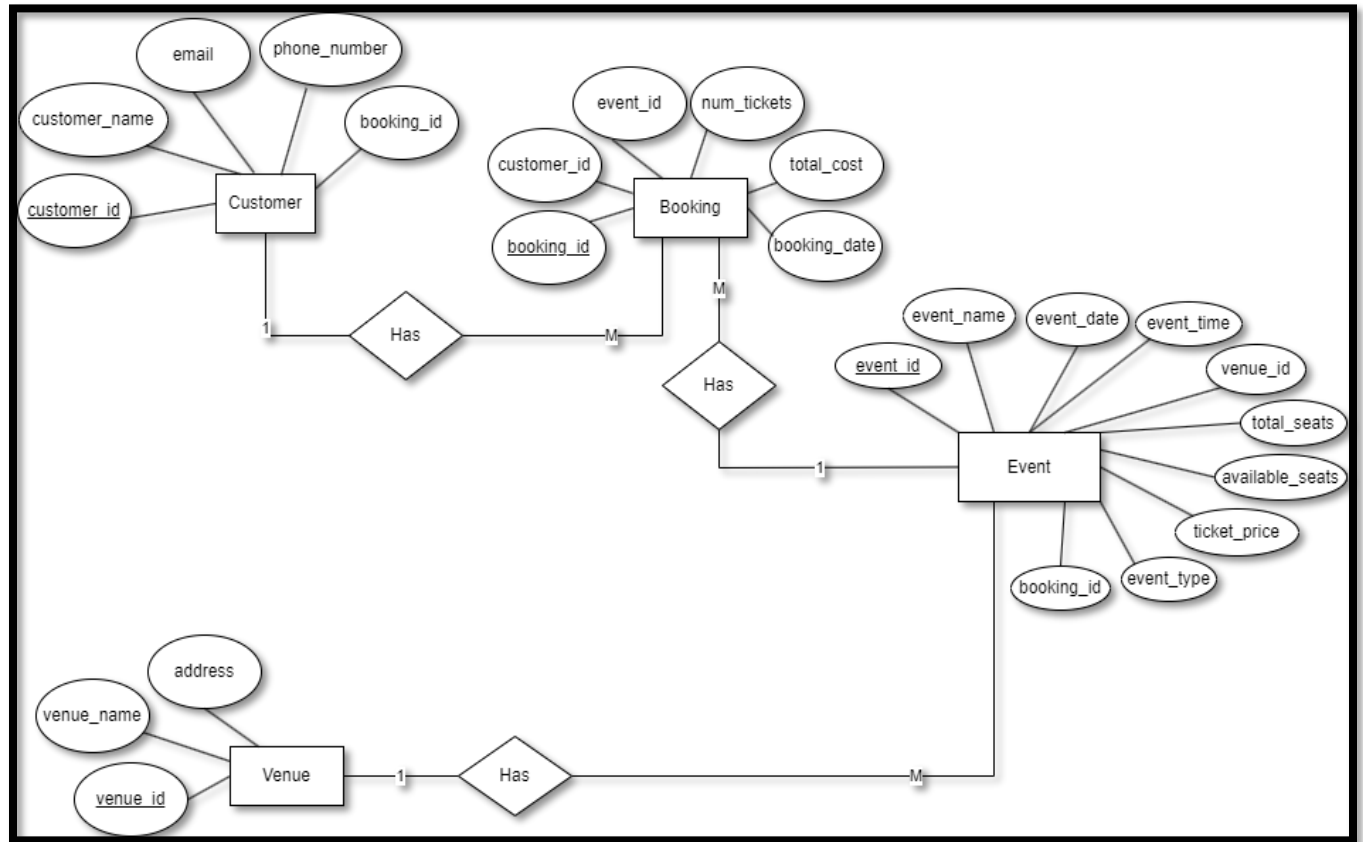 email
phone_number
customer_name
booking_id
customer_id
Customer
event_id
num_tickets
customer_id
total_cost
booking_id
booking_date
Booking
1
Has
M
M
Has
1
event_name
event_date
event_time
event_id
venue_id
total_seats
available_seats
ticket_price
event_type
booking_id
Event
address
venue_name
venue_id
Venue
1
Has
M